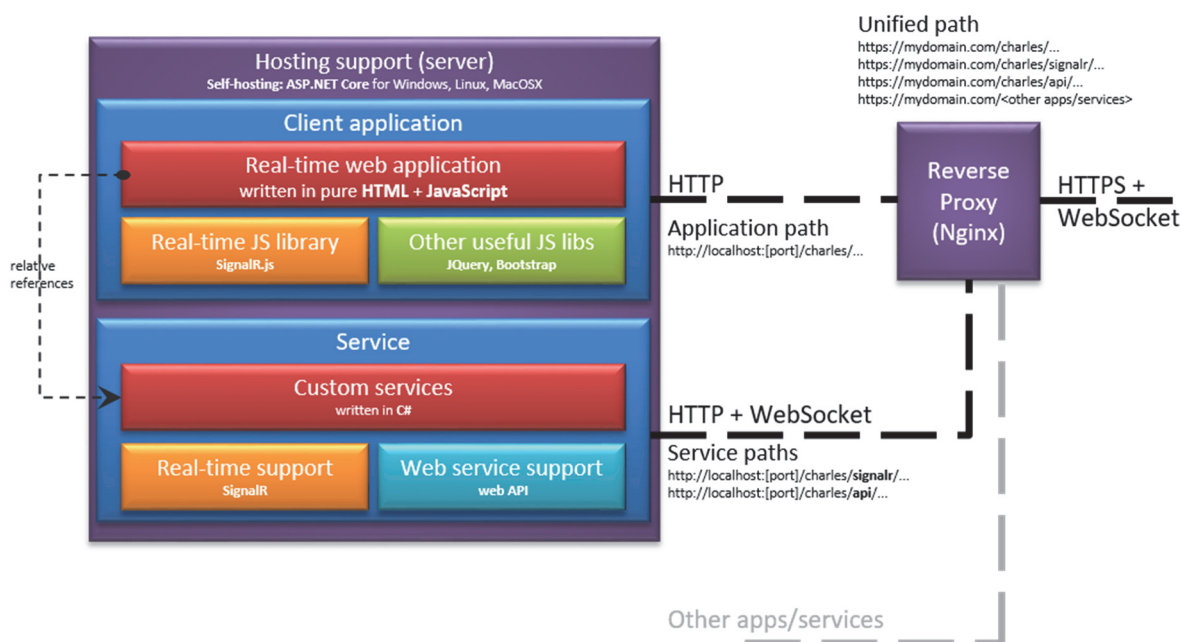 Unified path
https://mydomain.com/charles/...
https://mydomain.com/charles/signalr/...
https://mydomain.com/charles/api/...
https://mydomain.com/<other apps/services>
Hosting support (server)
Self-hosting: ASP.NET Core for Windows, Linux, MacOSX
Client application
Real-time web application
written in pure HTML + JavaScript
Real-time JS library
SignalR.js
Other useful JS libs
JQuery, Bootstrap
relative
references
Service
Custom services
written in C#
Real-time support
SignalR
Web service support
web API
HTTP
Application path
http://localhost:[port]/charles/...
Reverse
Proxy
(Nginx)
HTTPS +
WebSocket
HTTP + WebSocket
Service paths
http://localhost:[port]/charles/signalr/...
http://localhost:[port]/charles/api/...
Other apps/services